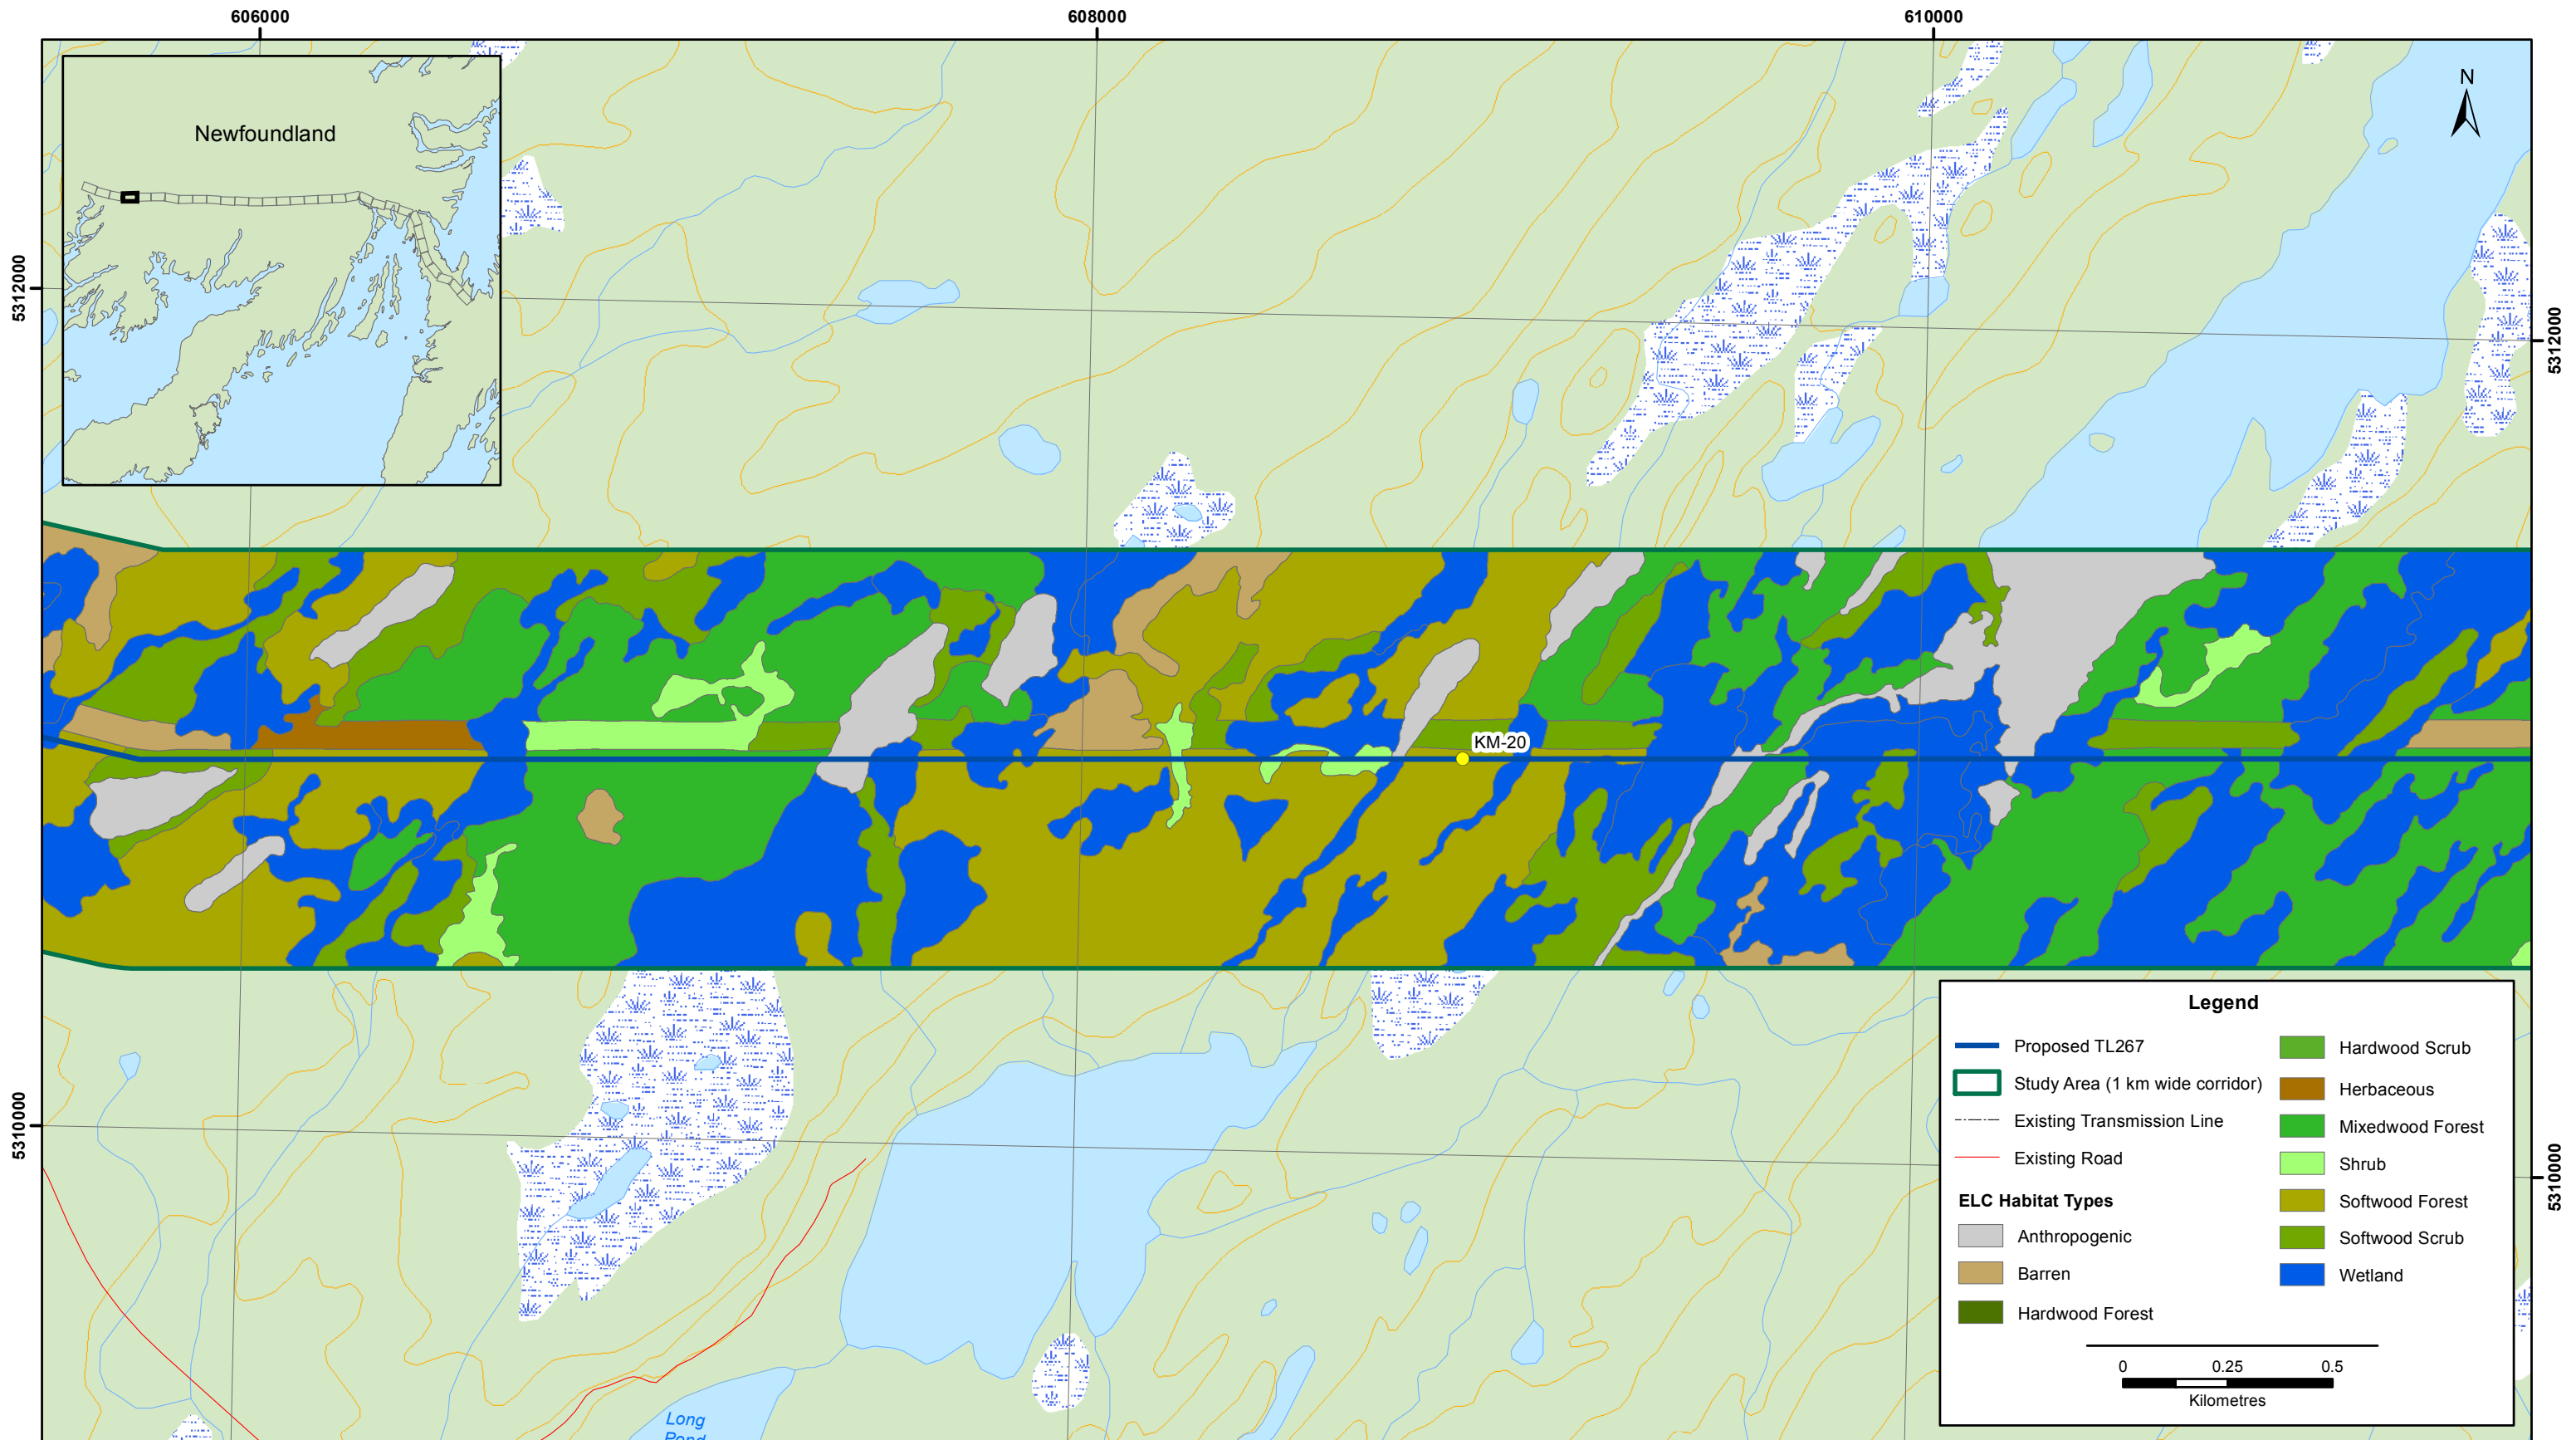 606000
608000
610000
N
Newfoundland
5312000
5312000
KM-20
5310000
5310000
Long
Pond
Legend
Proposed TL267
Study Area (1 km wide corridor)
Existing Transmission Line
Existing Road
ELC Habitat Types
Anthropogenic
Barren
Hardwood Forest
Hardwood Scrub
Herbaceous
Mixedwood Forest
Shrub
Softwood Forest
Softwood Scrub
Wetland
0 0.25 0.5
Kilometres